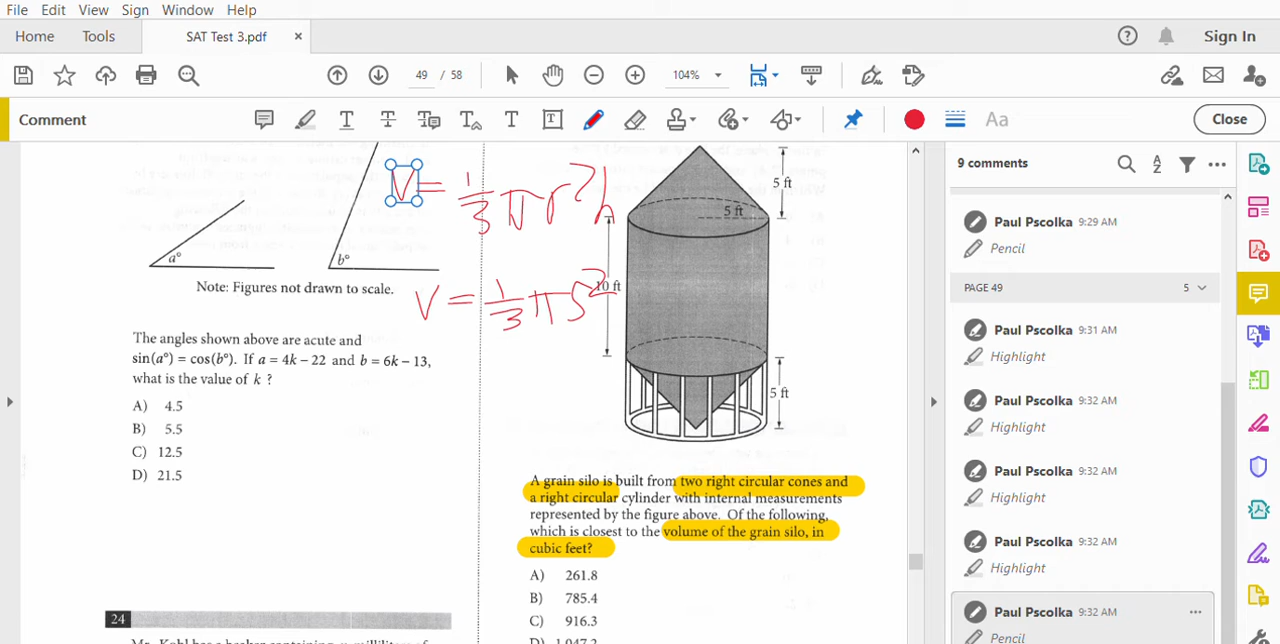 File Edit View Sign Window Help
Home Tools SAT Test 3.pdf × Sign In
49 / 58 104%
Comment Aa Close
V = 1/3 πr²h
5 ft
5 ft
10 ft
V = 1/3 π5²
5 ft
a°
b°
Note: Figures not drawn to scale.
The angles shown above are acute and
sin(a°) = cos(b°). If a = 4k − 22 and b = 6k − 13,
what is the value of k ?
A) 4.5
B) 5.5
C) 12.5
D) 21.5
24
A grain silo is built from two right circular cones and
a right circular cylinder with internal measurements
represented by the figure above. Of the following,
which is closest to the volume of the grain silo, in
cubic feet?
A) 261.8
B) 785.4
C) 916.3
D) 1,047.2
9 comments
Paul Pscolka 9:29 AM
Pencil
PAGE 49 5
Paul Pscolka 9:31 AM
Highlight
Paul Pscolka 9:32 AM
Highlight
Paul Pscolka 9:32 AM
Highlight
Paul Pscolka 9:32 AM
Highlight
Paul Pscolka 9:32 AM
Pencil